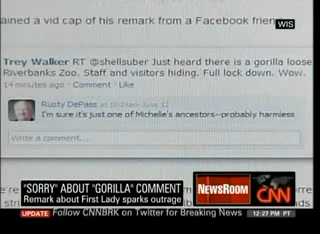 ained a vid cap of his remark from a Facebook frien
WIS
Trey Walker RT @shellsuber Just heard there is a gorilla loose
Riverbanks Zoo. Staff and visitors hiding. Full lock down. Wow.
14 minutes ago · Comment · Like
Rusty DePass at 10:24am June 12
I'm sure it's just one of Michelle's ancestors--probably harmless
Write a comment...
"SORRY" ABOUT "GORILLA" COMMENT
Remark about First Lady sparks outrage
NEWSROOM
CNN
UPDATE Follow CNNBRK on Twitter for Breaking News
12:27 PM PT